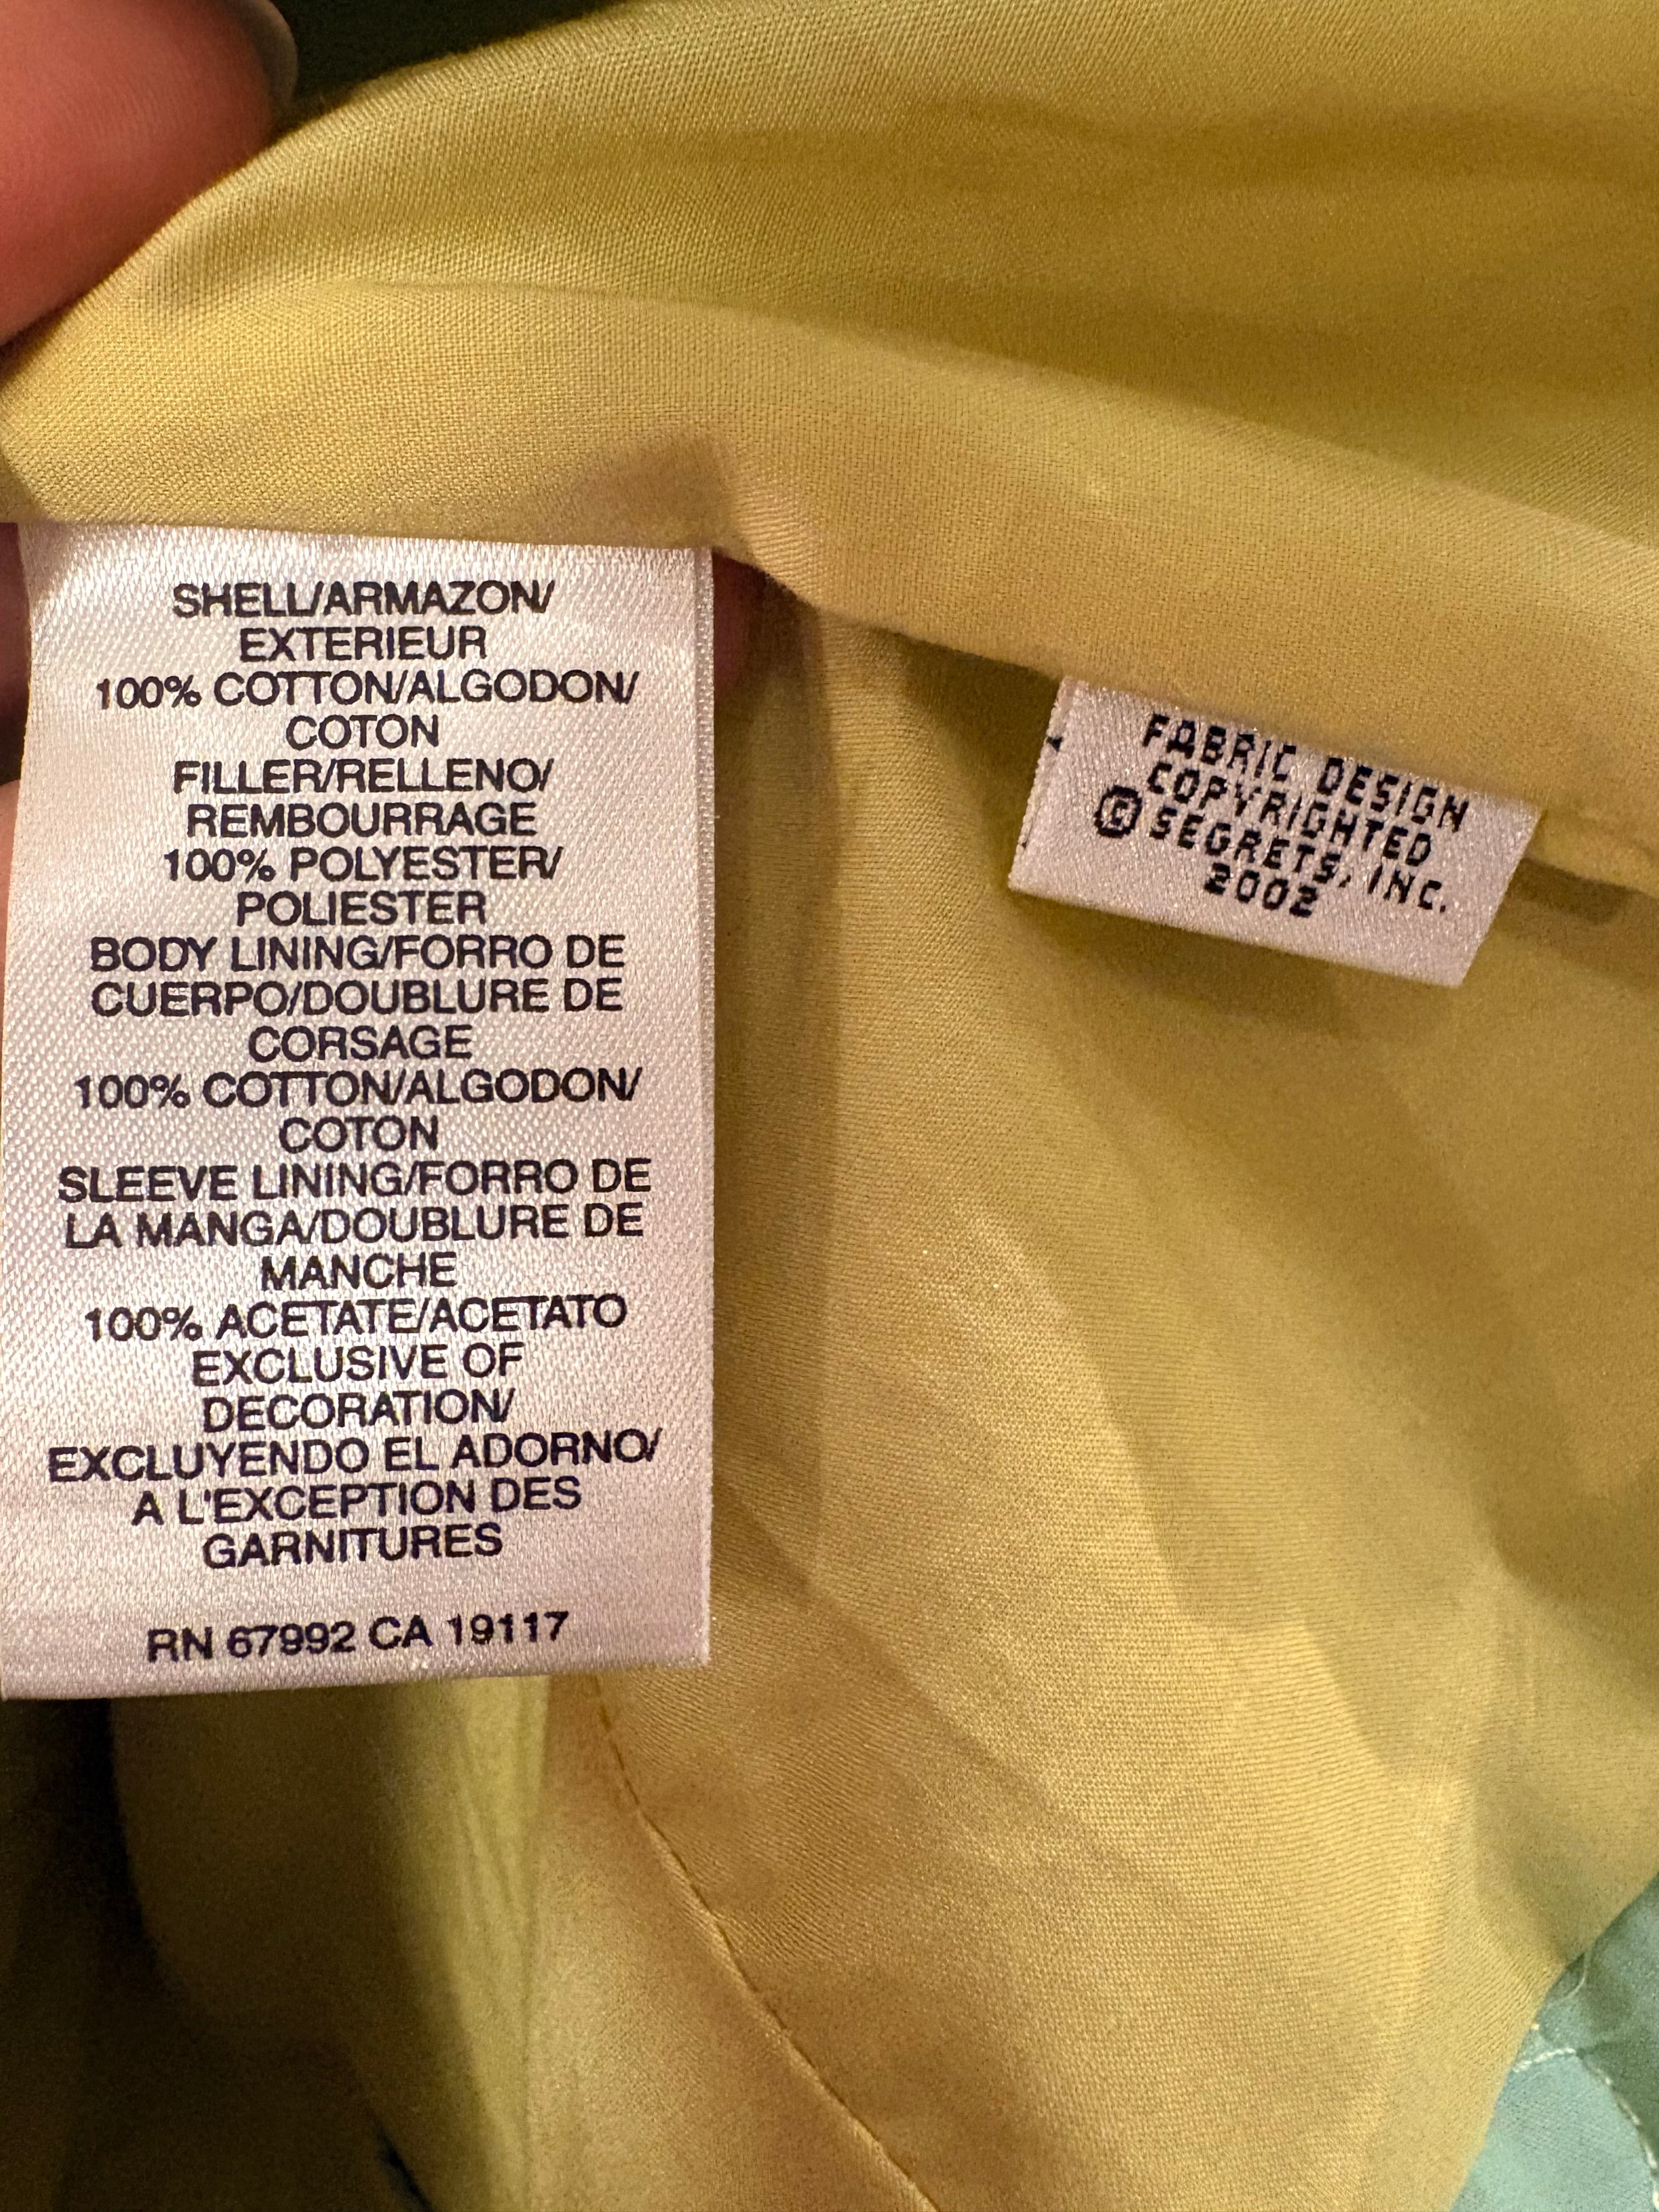 SHELL/ARMAZON/
EXTERIEUR
100% COTTON/ALGODON/
COTON
FILLER/RELLENO/
REMBOURRAGE
100% POLYESTER/
POLIESTER
BODY LINING/FORRO DE
CUERPO/DOUBLURE DE
CORSAGE
100% COTTON/ALGODON/
COTON
SLEEVE LINING/FORRO DE
LA MANGA/DOUBLURE DE
MANCHE
100% ACETATE/ACETATO
EXCLUSIVE OF
DECORATION/
EXCLUYENDO EL ADORNO/
A L'EXCEPTION DES
GARNITURES
RN 67992 CA 19117
FABRIC DESIGN
COPYRIGHTED
© SEGRETS, INC.
2002